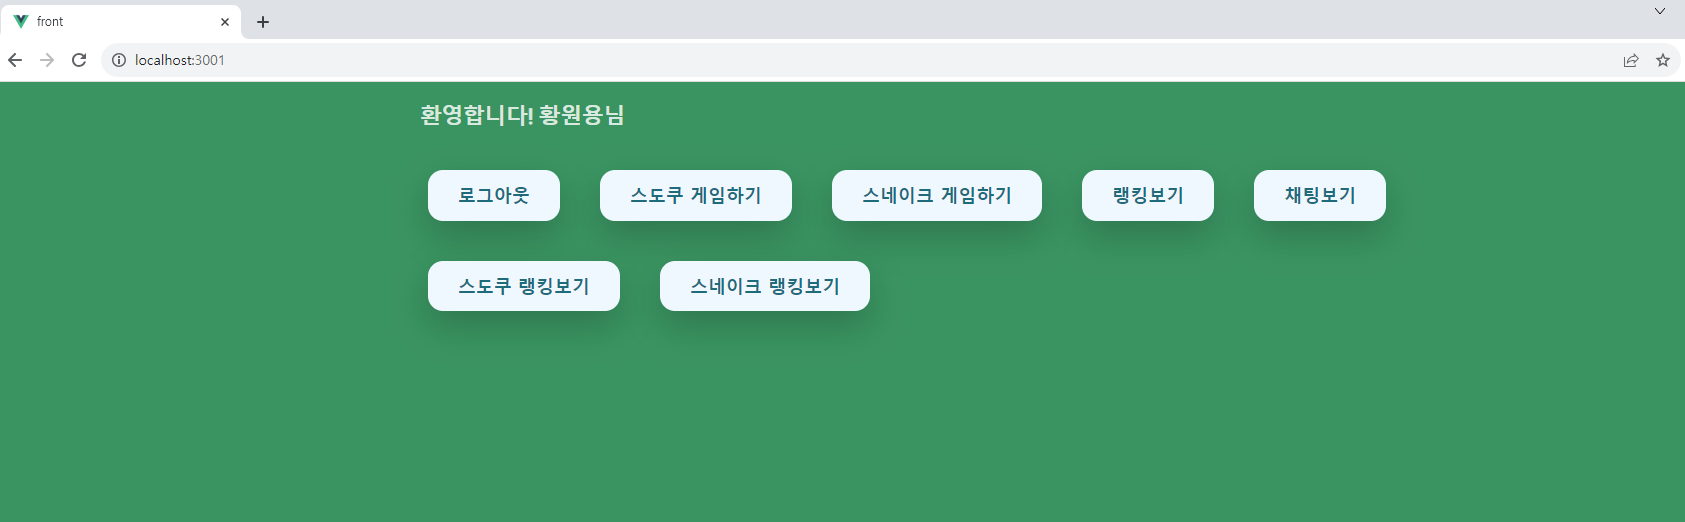 front
localhost:3001
환영합니다! 황원용님
로그아웃 스도쿠 게임하기 스네이크 게임하기 랭킹보기 채팅보기
스도쿠 랭킹보기 스네이크 랭킹보기